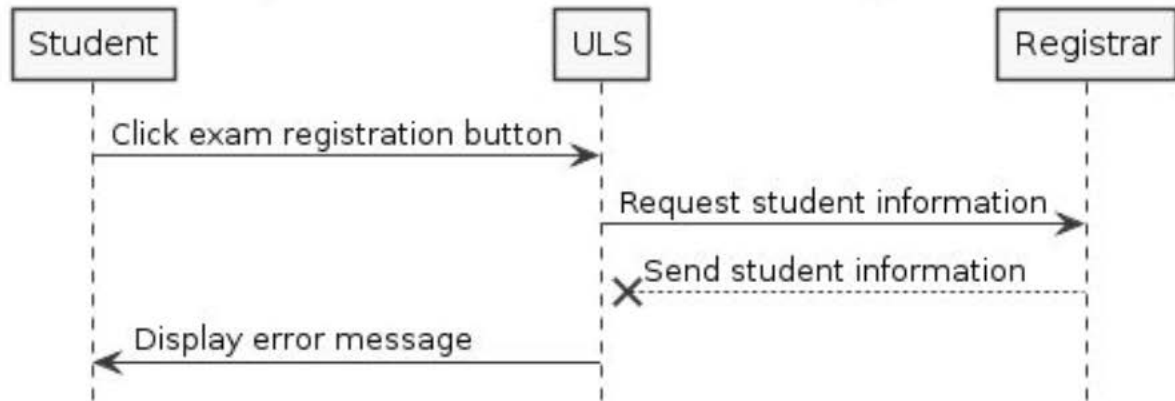 Student
ULS
Registrar
Click exam registration button
Request student information
Send student information
Display error message